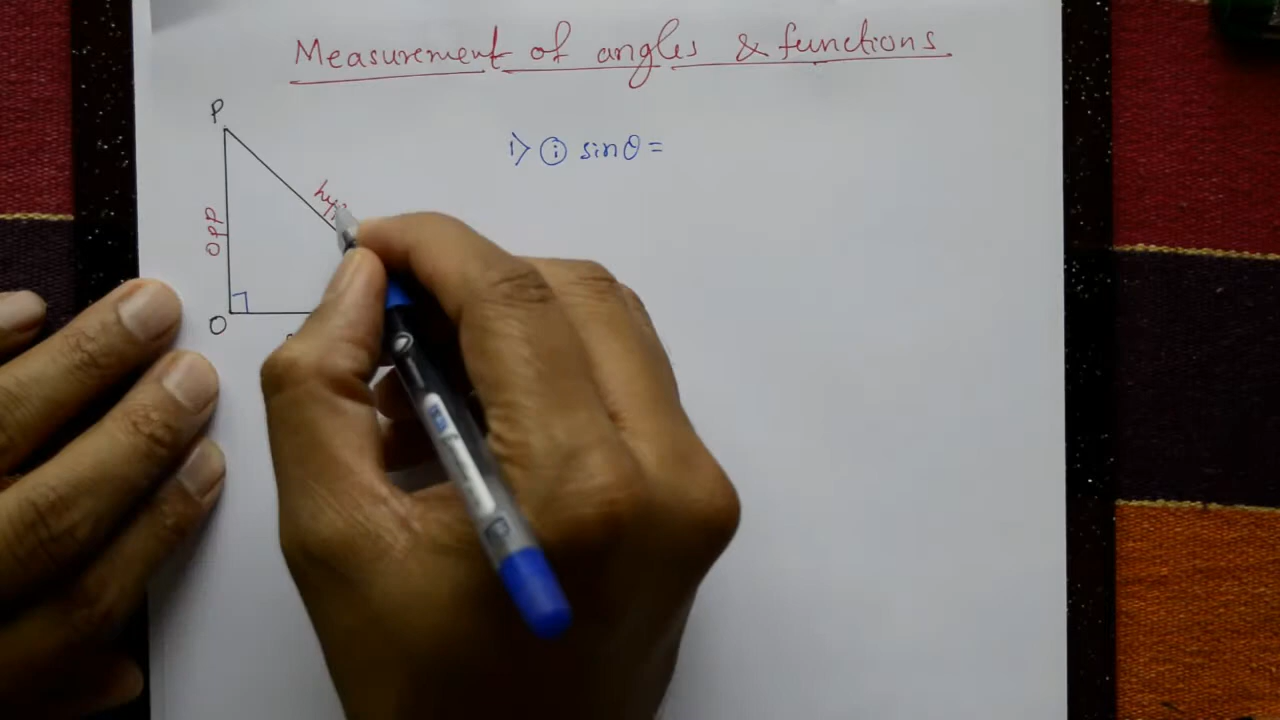 Measurement of angles & functions
P
1> (i) sinθ =
opp
O